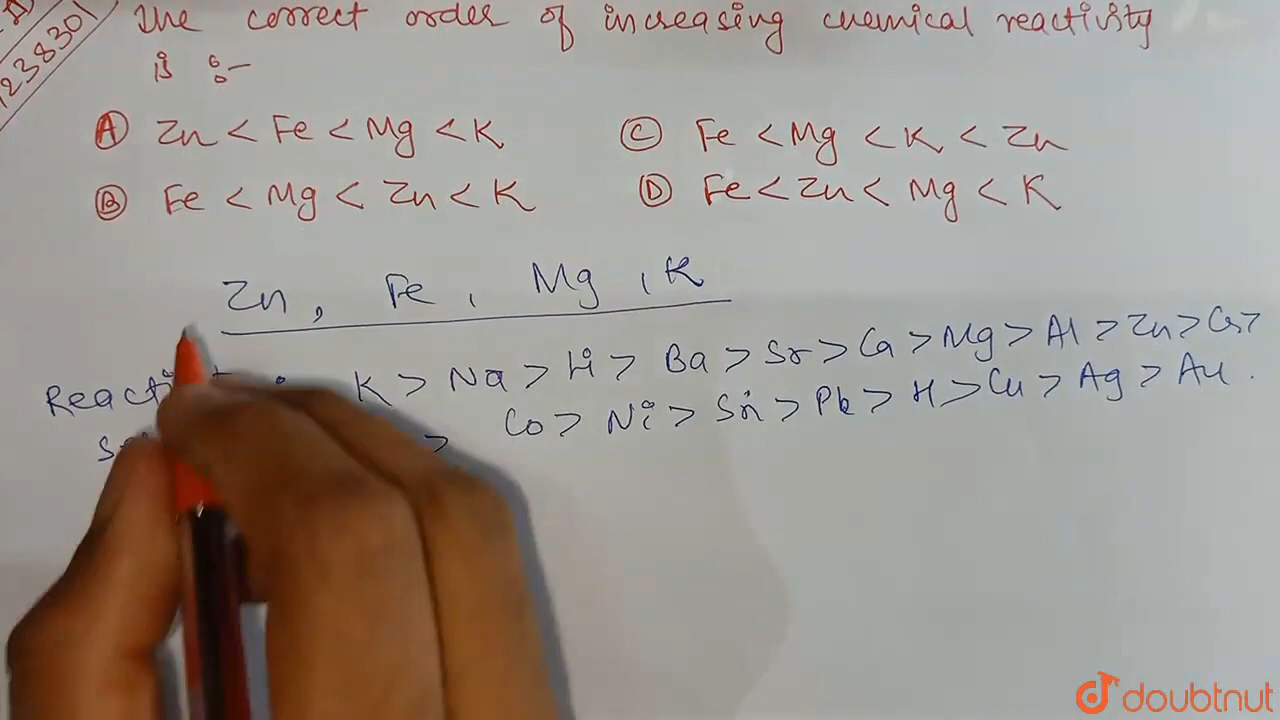 1238301
The correct order of increasing chemical reactivity
is :-
(A) Zn < Fe < Mg < K
(C) Fe < Mg < K < Zn
(B) Fe < Mg < Zn < K
(D) Fe < Zn < Mg < K
Zn, Fe, Mg, K
K > Na > Li > Ba > Sr > Ca > Mg > Al > Zn > Cr >
> Co > Ni > Sn > Pb > H > Cu > Ag > Au.
doubtnut